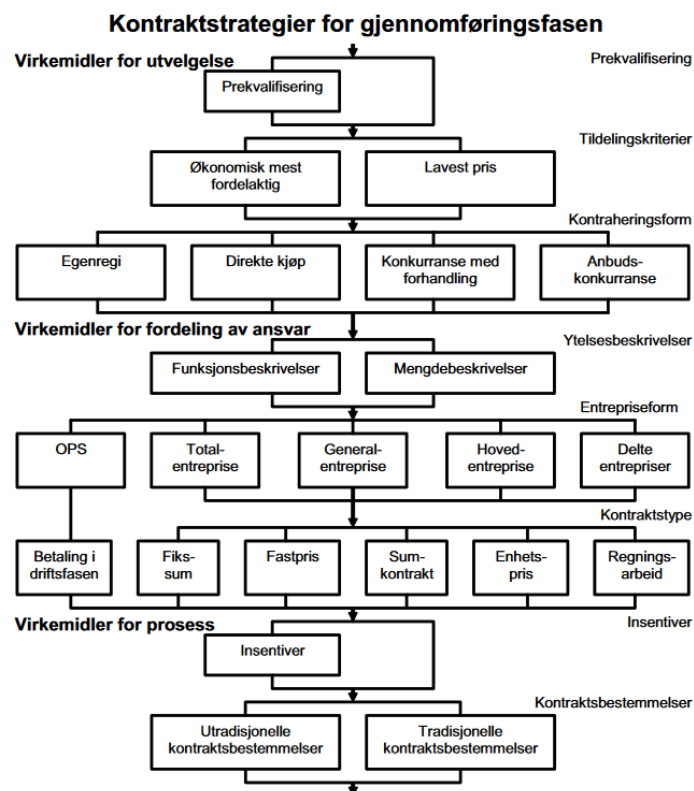 Kontraktstrategier for gjennomføringsfasen
Virkemidler for utvelgelse
Prekvalifisering
Prekvalifisering
Tildelingskriterier
Økonomisk mest
fordelaktig
Lavest pris
Kontraheringsform
Egenregi
Direkte kjøp
Konkurranse med
forhandling
Anbuds-
konkurranse
Virkemidler for fordeling av ansvar
Ytelsesbeskrivelser
Funksjonsbeskrivelser
Mengdebeskrivelser
Entrepriseform
OPS
Total-
entreprise
General-
entreprise
Hoved-
entreprise
Delte
entrepriser
Kontraktstype
Betaling i
driftsfasen
Fiks-
sum
Fastpris
Sum-
kontrakt
Enhets-
pris
Regnings-
arbeid
Virkemidler for prosess
Insentiver
Insentiver
Kontraktsbestemmelser
Utradisjonelle
kontraktsbestemmelser
Tradisjonelle
kontraktsbestemmelser